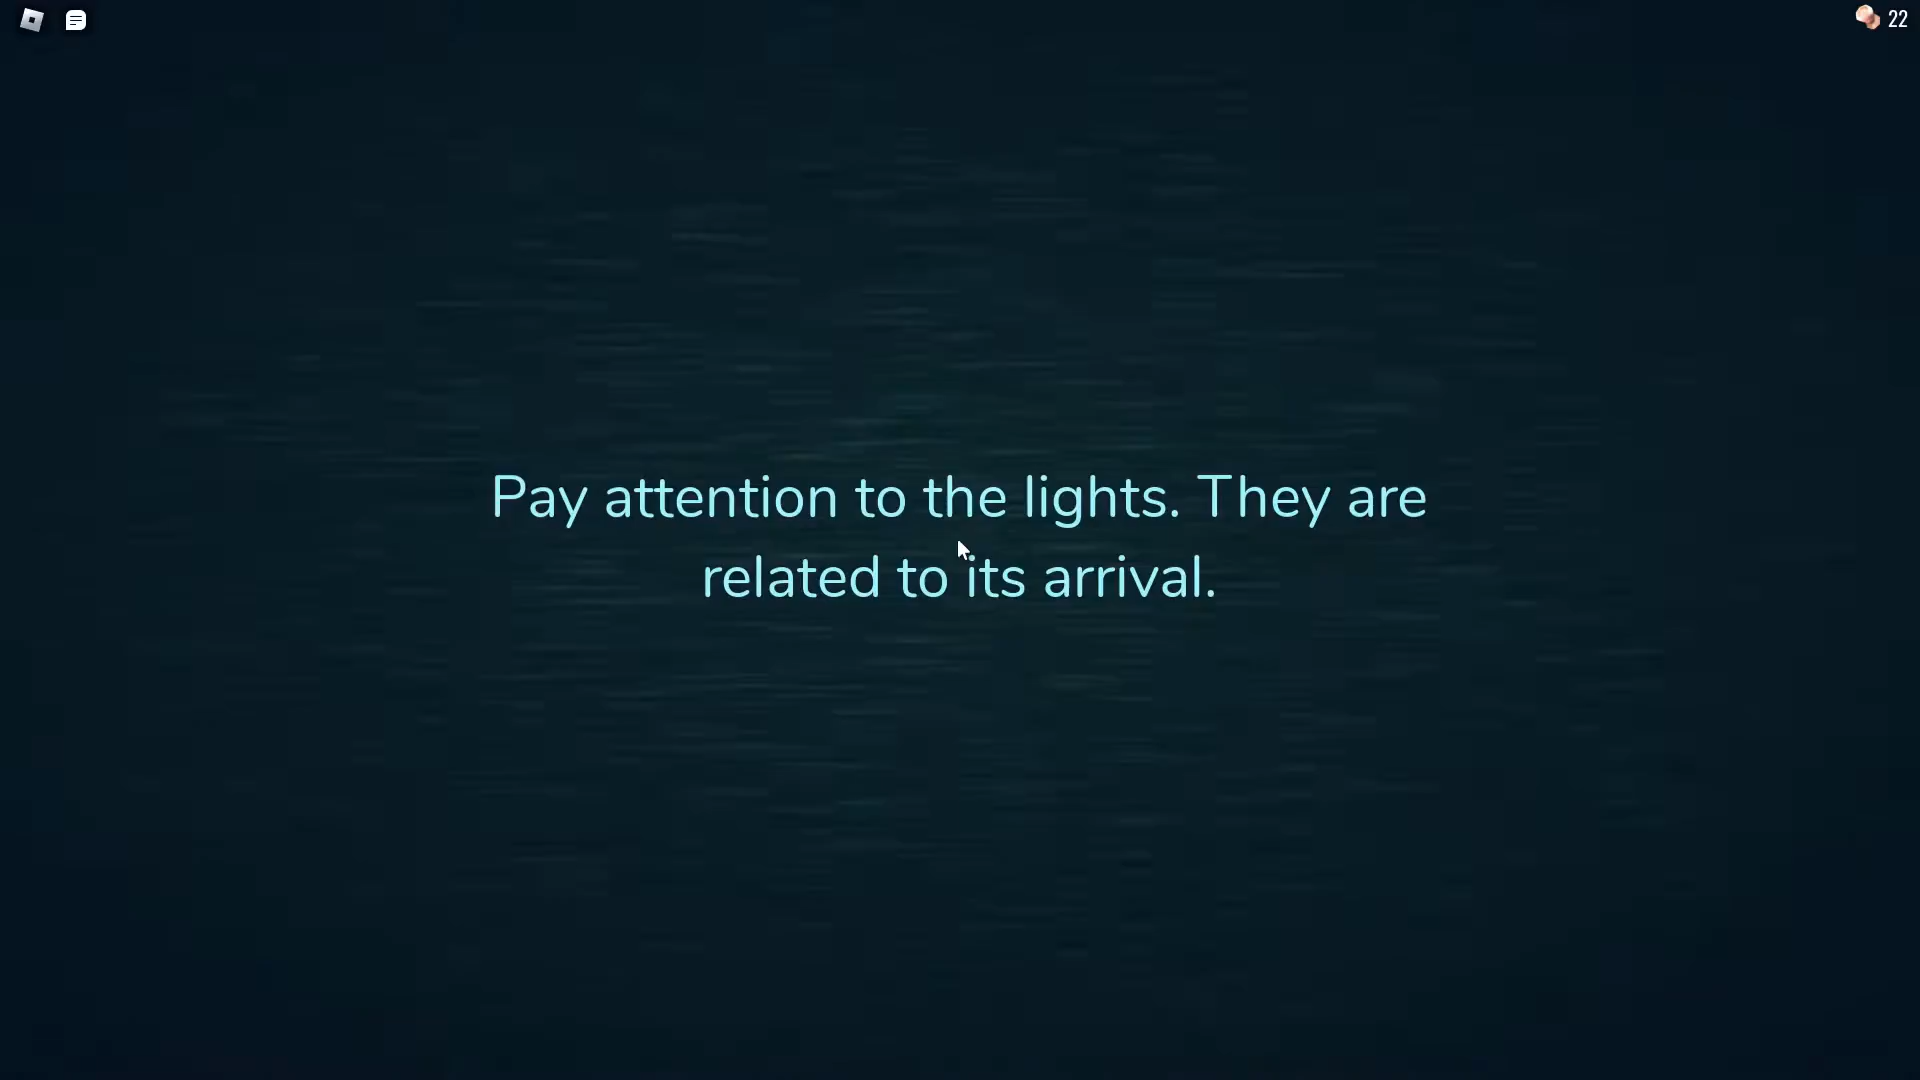 22
Pay attention to the lights. They are
related to its arrival.